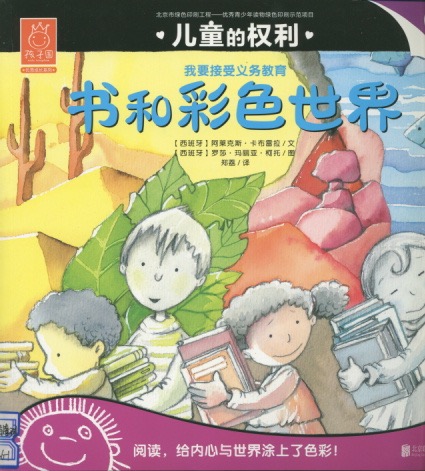 北京市绿色印刷工程——优秀青少年读物绿色印刷示范项目
儿童的权利
孩子国
我要接受义务教育
书和彩色世界
【西班牙】阿莱克斯·卡布雷拉/文
【西班牙】罗莎·玛丽亚·柯托/图
郑磊/译
阅读，给内心与世界涂上了色彩！